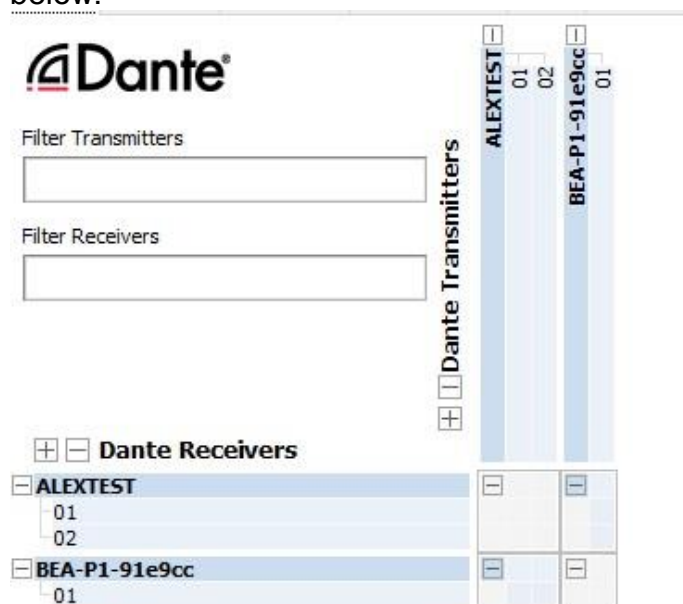 below:
Dante®
Filter Transmitters
Filter Receivers
Dante Transmitters
ALEXTEST
01
02
BEA-P1-91e9cc
01
Dante Receivers
ALEXTEST
01
02
BEA-P1-91e9cc
01